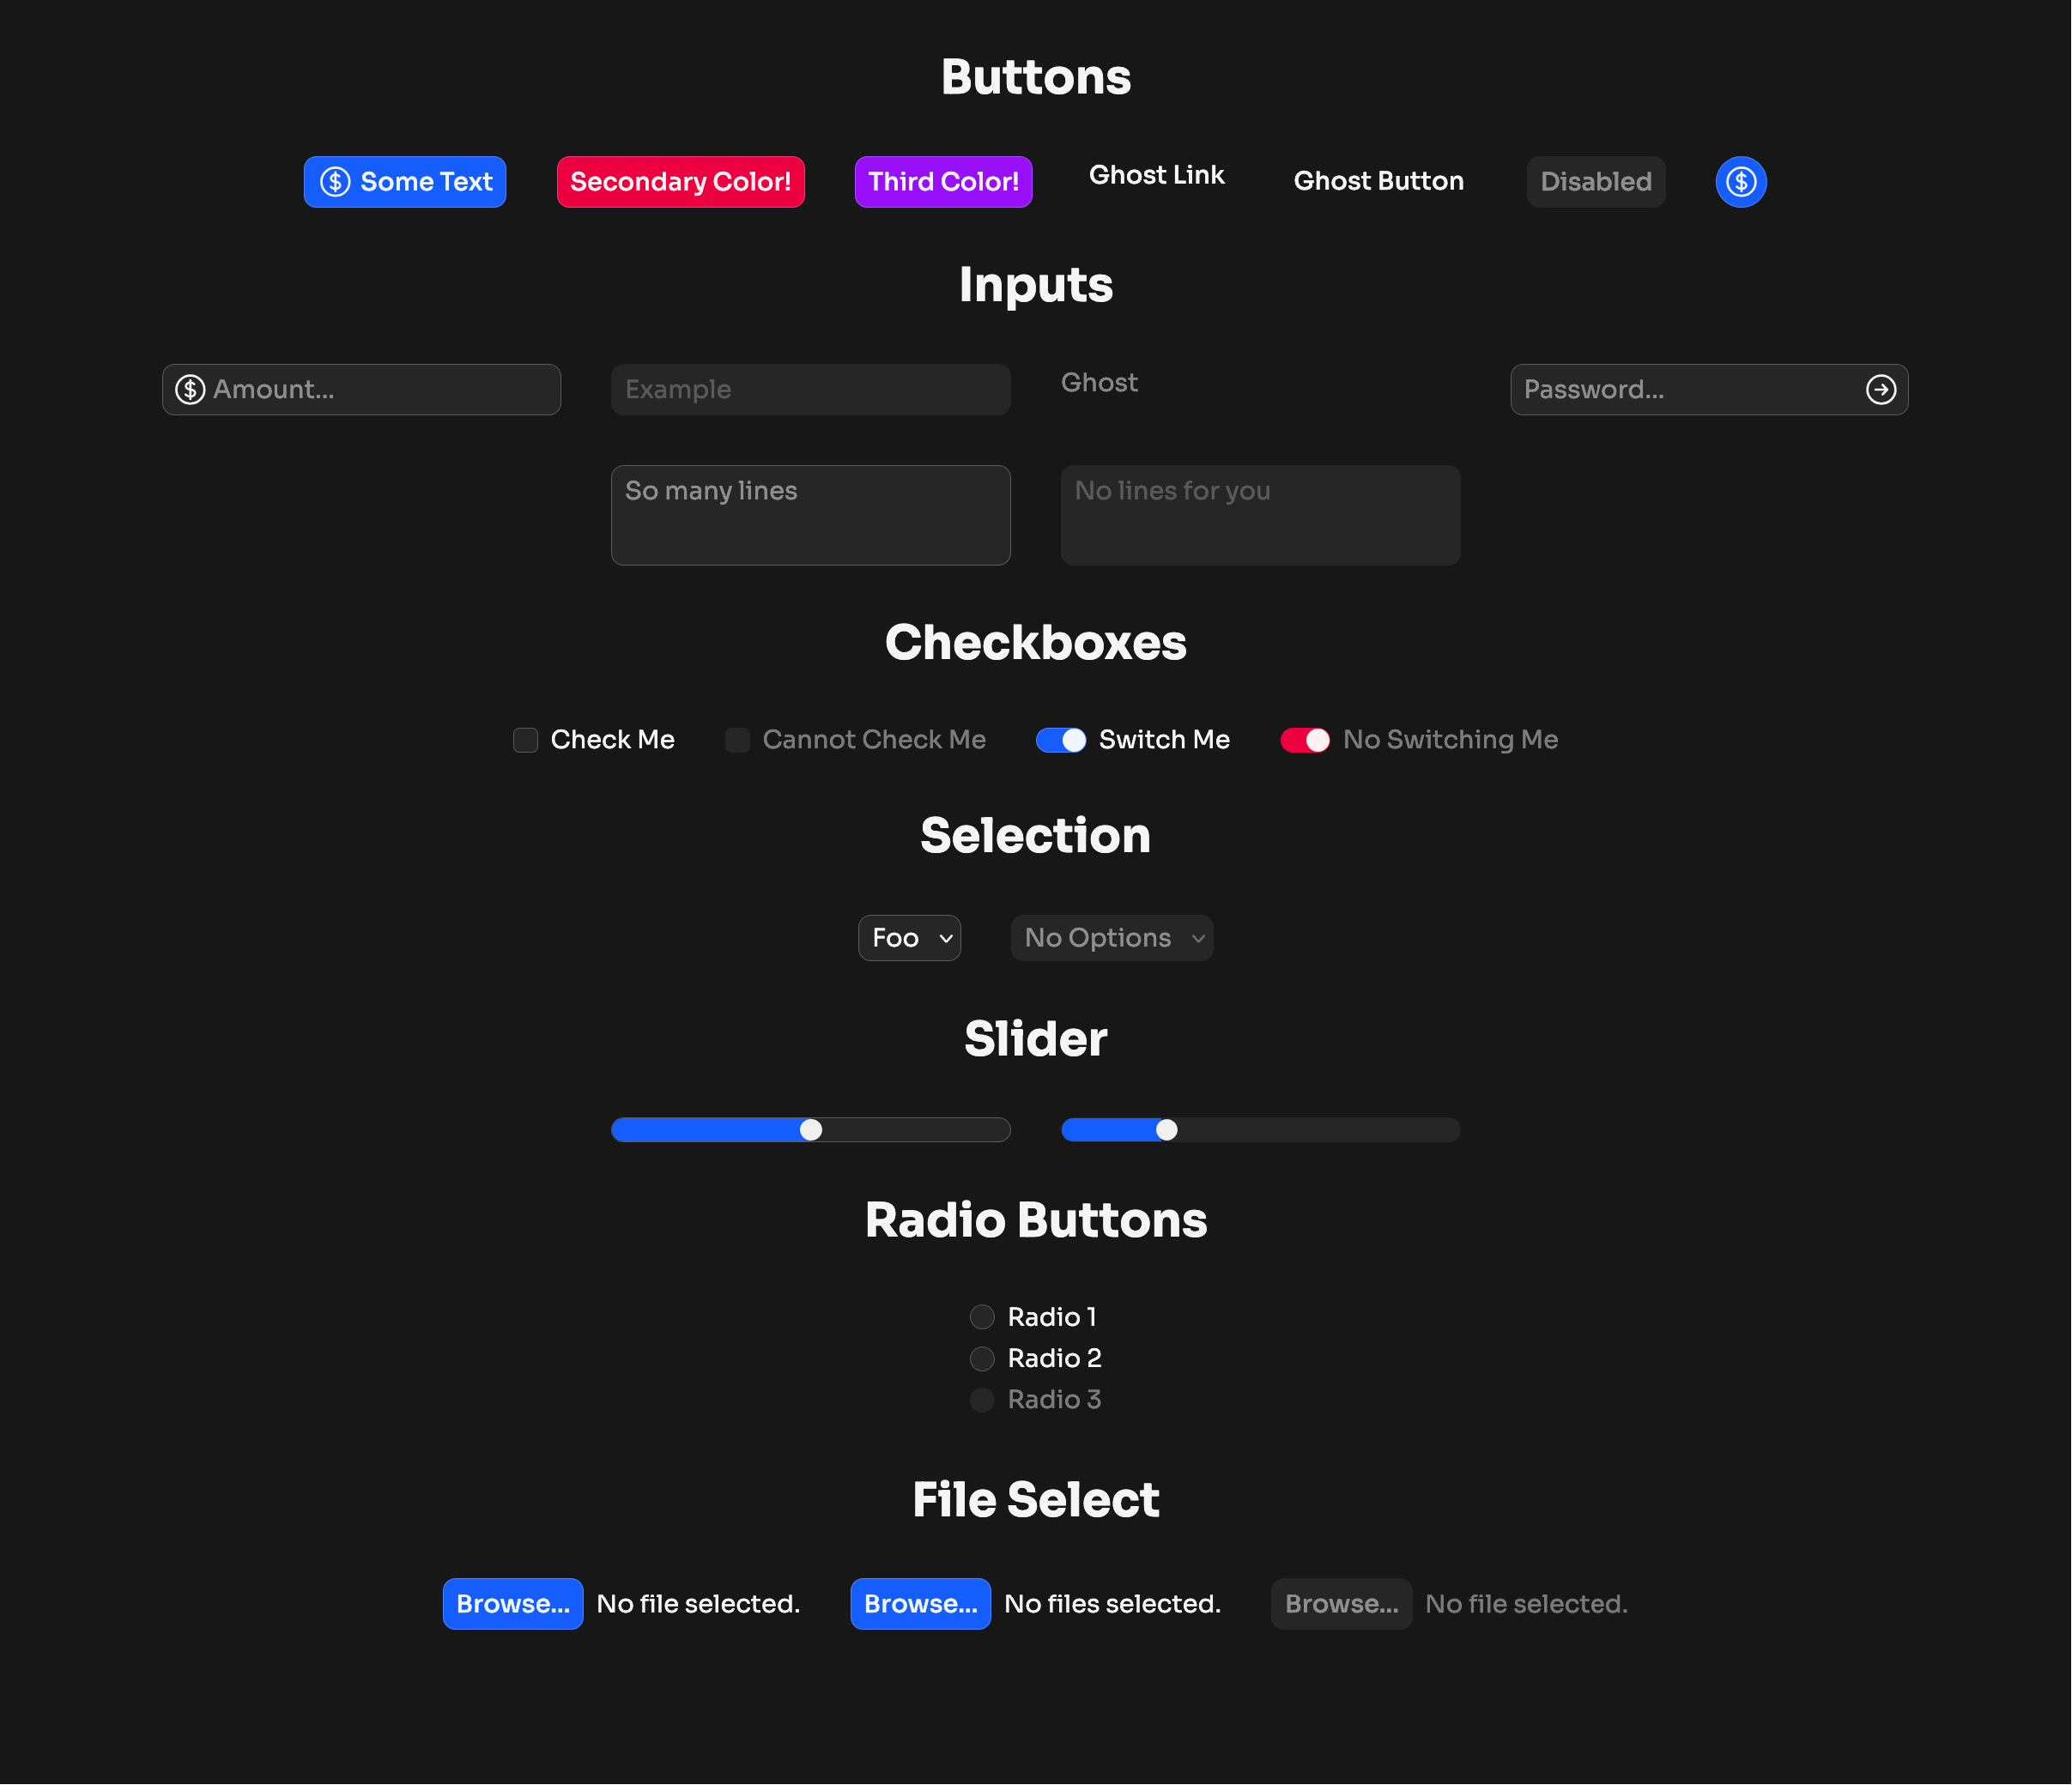 Buttons
Some Text
Secondary Color!
Third Color!
Ghost Link
Ghost Button
Disabled
Inputs
Amount...
Example
Ghost
Password...
So many lines
No lines for you
Checkboxes
Check Me
Cannot Check Me
Switch Me
No Switching Me
Selection
Foo
No Options
Slider
Radio Buttons
Radio 1
Radio 2
Radio 3
File Select
Browse... No file selected.
Browse... No files selected.
Browse... No file selected.